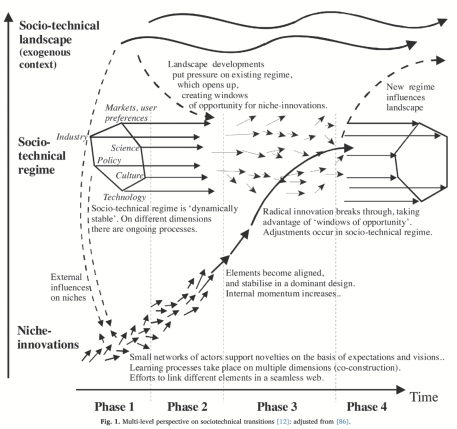 Socio-technical
landscape
(exogenous
context)
Landscape developments
put pressure on existing regime,
which opens up,
creating windows
of opportunity for niche-innovations.
New regime
influences
landscape
Markets, user
preferences
Industry
Science
Policy
Culture
Technology
Socio-
technical
regime
Socio-technical regime is ‘dynamically
stable’. On different dimensions
there are ongoing processes.
Radical innovation breaks through, taking
advantage of ‘windows of opportunity’.
Adjustments occur in socio-technical regime.
External
influences
on niches
Elements become aligned,
and stabilise in a dominant design.
Internal momentum increases..
Niche-
innovations
Small networks of actors support novelties on the basis of expectations and visions..
Learning processes take place on multiple dimensions (co-construction).
Efforts to link different elements in a seamless web.
Time
Phase 1 Phase 2 Phase 3 Phase 4
Fig. 1. Multi-level perspective on sociotechnical transitions [12]: adjusted from [86].